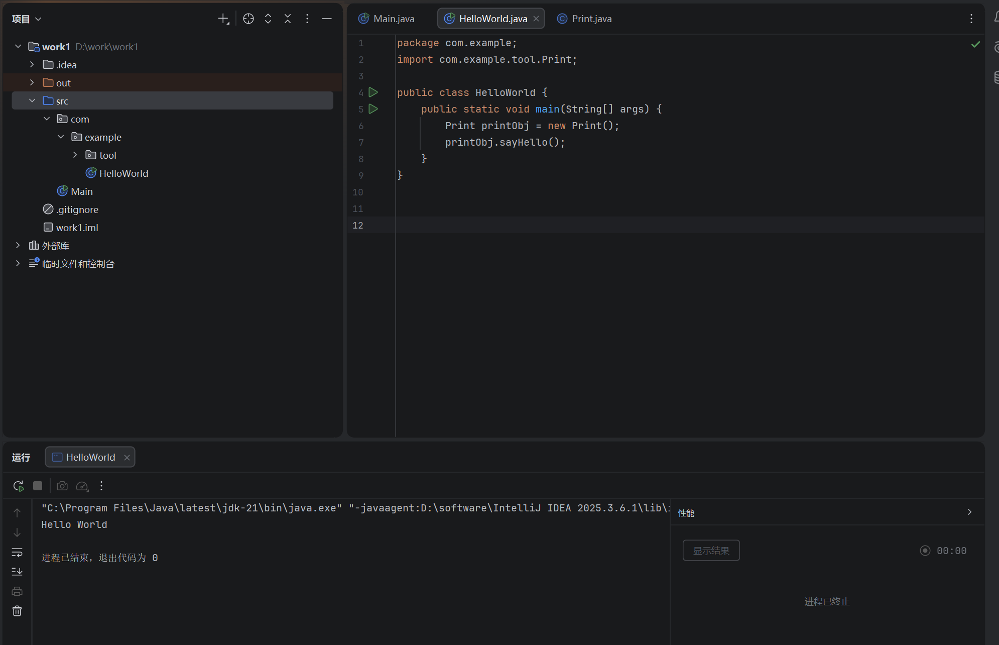 项目
work1 D:\work\work1
.idea
out
src
com
example
tool
HelloWorld
Main
.gitignore
work1.iml
外部库
临时文件和控制台
Main.java HelloWorld.java Print.java
1 package com.example;
2 import com.example.tool.Print;
3
4 public class HelloWorld {
5 public static void main(String[] args) {
6 Print printObj = new Print();
7 printObj.sayHello();
8 }
9 }
10
11
12
运行 HelloWorld
"C:\Program Files\Java\latest\jdk-21\bin\java.exe" "-javaagent:D:\software\IntelliJ IDEA 2025.3.6.1\lib\
Hello World
进程已结束，退出代码为 0
性能
显示结果 00:00
进程已终止